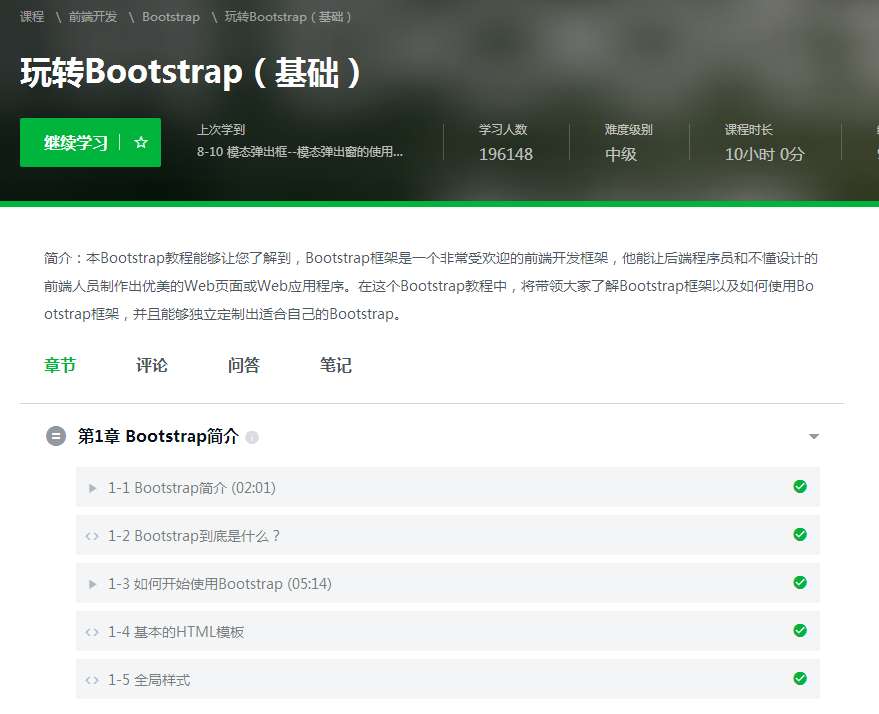 课程 \ 前端开发 \ Bootstrap \ 玩转Bootstrap（基础）
玩转Bootstrap（基础）
继续学习
上次学到
8-10 模态弹出框--模态弹出窗的使用...
学习人数
196148
难度级别
中级
课程时长
10小时 0分
简介：本Bootstrap教程能够让您了解到，Bootstrap框架是一个非常受欢迎的前端开发框架，他能让后端程序员和不懂设计的
前端人员制作出优美的Web页面或Web应用程序。在这个Bootstrap教程中，将带领大家了解Bootstrap框架以及如何使用Bo
otstrap框架，并且能够独立定制出适合自己的Bootstrap。
章节 评论 问答 笔记
第1章 Bootstrap简介
1-1 Bootstrap简介 (02:01)
1-2 Bootstrap到底是什么？
1-3 如何开始使用Bootstrap (05:14)
1-4 基本的HTML模板
1-5 全局样式